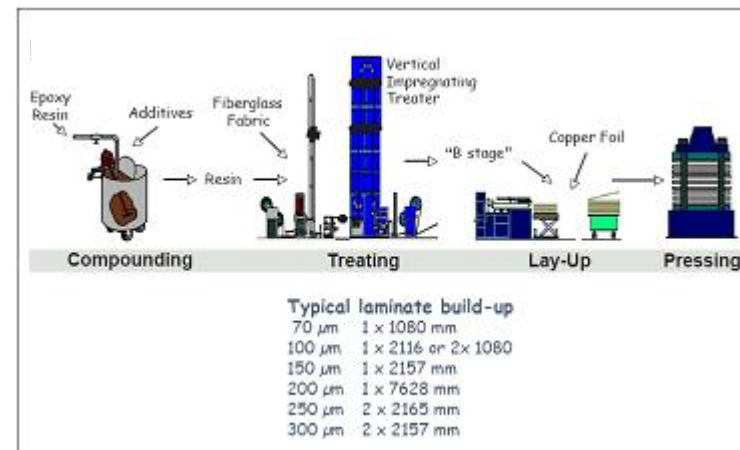 Epoxy
Resin
Additives
Fiberglass
Fabric
Vertical
Impregnating
Treater
Resin
"B stage"
Copper Foil
Compounding
Treating
Lay-Up
Pressing
Typical laminate build-up
70 µm 1 x 1080 mm
100 µm 1 x 2116 or 2x 1080
150 µm 1 x 2157 mm
200 µm 1 x 7628 mm
250 µm 2 x 2165 mm
300 µm 2 x 2157 mm